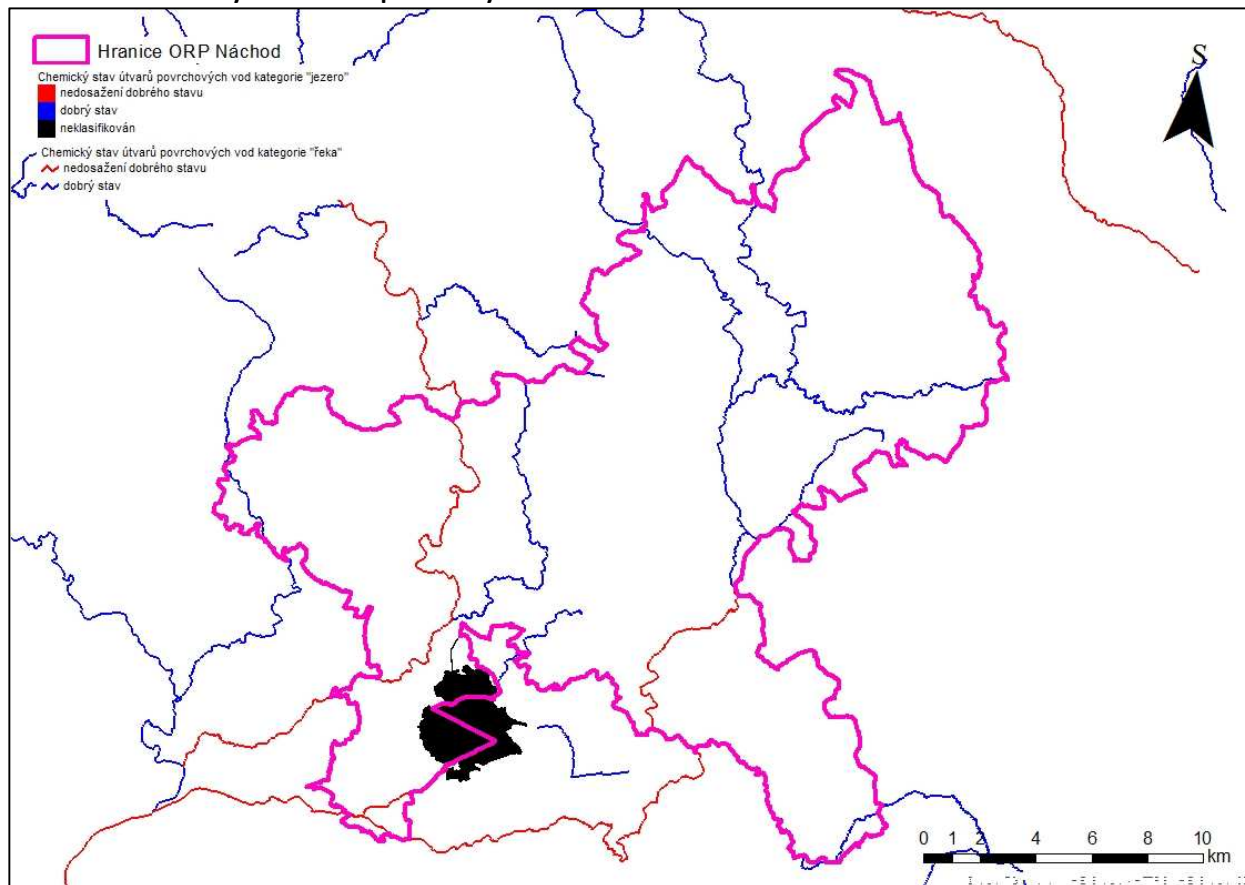 Hranice ORP Náchod
Chemický stav útvarů povrchových vod kategorie "jezero"
nedosažení dobrého stavu
dobrý stav
neklasifikován
Chemický stav útvarů povrchových vod kategorie "řeka"
nedosažení dobrého stavu
dobrý stav
S
0 1 2 4 6 8 10
km